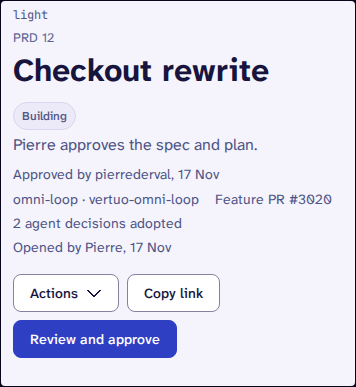 light
PRD 12
Checkout rewrite
Building
Pierre approves the spec and plan.
Approved by pierrederval, 17 Nov
omni-loop · vertuo-omni-loop Feature PR #3020
2 agent decisions adopted
Opened by Pierre, 17 Nov
Actions Copy link
Review and approve